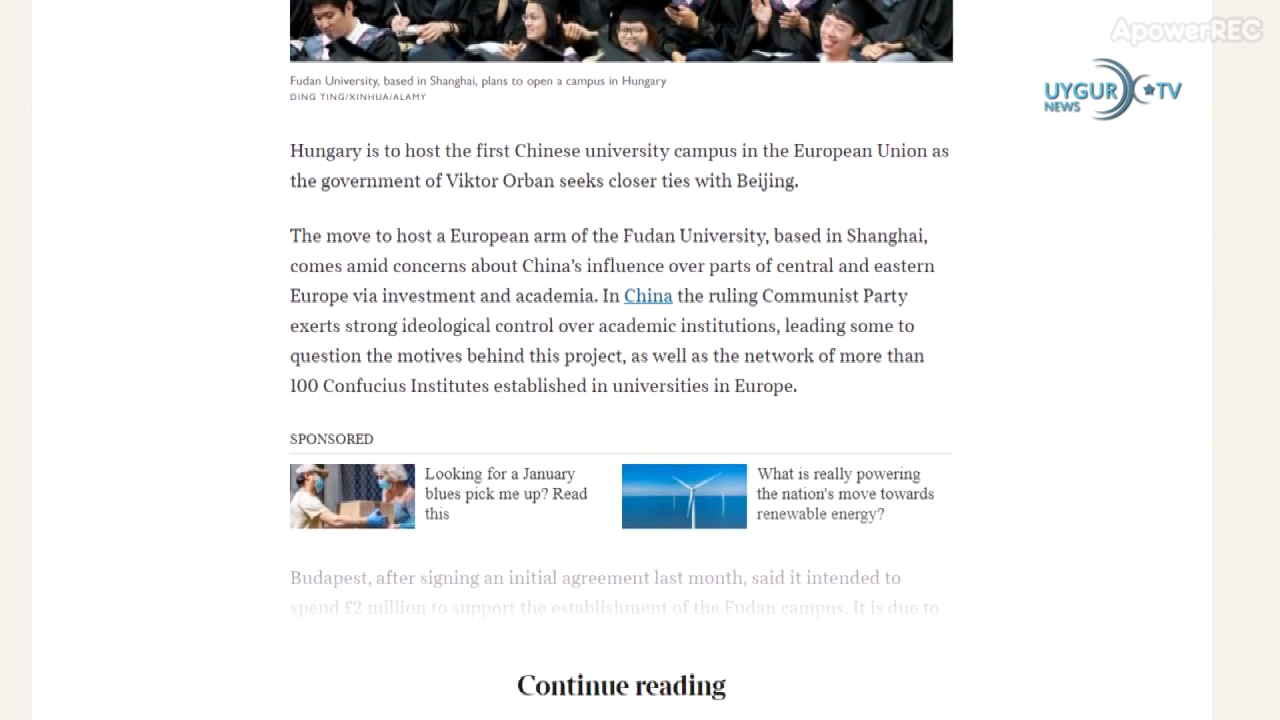 ApowerREC
UYGUR TV
NEWS
Fudan University, based in Shanghai, plans to open a campus in Hungary
DING TING/XINHUA/ALAMY
Hungary is to host the first Chinese university campus in the European Union as
the government of Viktor Orban seeks closer ties with Beijing.
The move to host a European arm of the Fudan University, based in Shanghai,
comes amid concerns about China’s influence over parts of central and eastern
Europe via investment and academia. In China the ruling Communist Party
exerts strong ideological control over academic institutions, leading some to
question the motives behind this project, as well as the network of more than
100 Confucius Institutes established in universities in Europe.
SPONSORED
Looking for a January
blues pick me up? Read
this
What is really powering
the nation's move towards
renewable energy?
Budapest, after signing an initial agreement last month, said it intended to
spend £2 million to support the establishment of the Fudan campus. It is due to
Continue reading